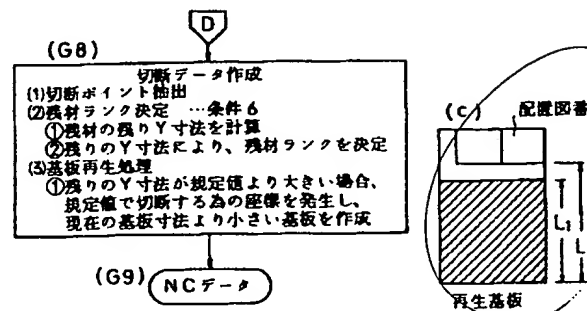 D
(G8)
切断データ作成
(1)切断ポイント抽出
(2)残材ランク決定 …条件6
①残材の残りY寸法を計算
②残りのY寸法により、残材ランクを決定
(3)基板再生処理
①残りのY寸法が規定値より大きい場合、
規定値で切断する為の座標を発生し、
現在の基板寸法より小さい基板を作成
(G9)
NCデータ
(c)
配置図番
L1
L
再生基板